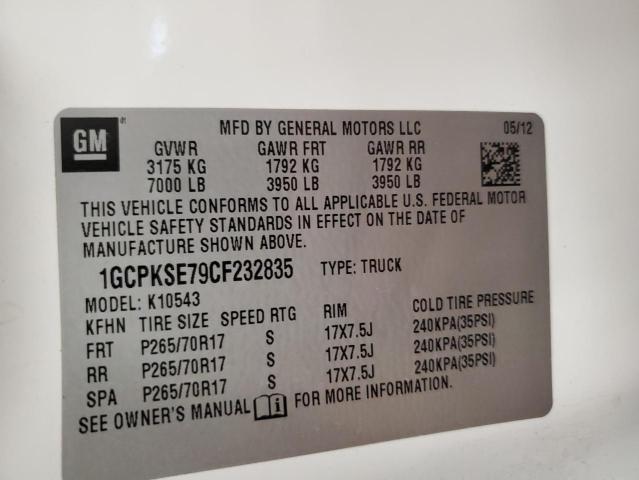 GM
MFD BY GENERAL MOTORS LLC 05/12
GVWR GAWR FRT GAWR RR
3175 KG 1792 KG 1792 KG
7000 LB 3950 LB 3950 LB
THIS VEHICLE CONFORMS TO ALL APPLICABLE U.S. FEDERAL MOTOR
VEHICLE SAFETY STANDARDS IN EFFECT ON THE DATE OF
MANUFACTURE SHOWN ABOVE.
1GCPKSE79CF232835 TYPE: TRUCK
MODEL: K10543
KFHN TIRE SIZE SPEED RTG RIM COLD TIRE PRESSURE
FRT P265/70R17 S 17X7.5J 240KPA(35PSI)
RR P265/70R17 S 17X7.5J 240KPA(35PSI)
SPA P265/70R17 S 17X7.5J 240KPA(35PSI)
SEE OWNER'S MANUAL i FOR MORE INFORMATION.